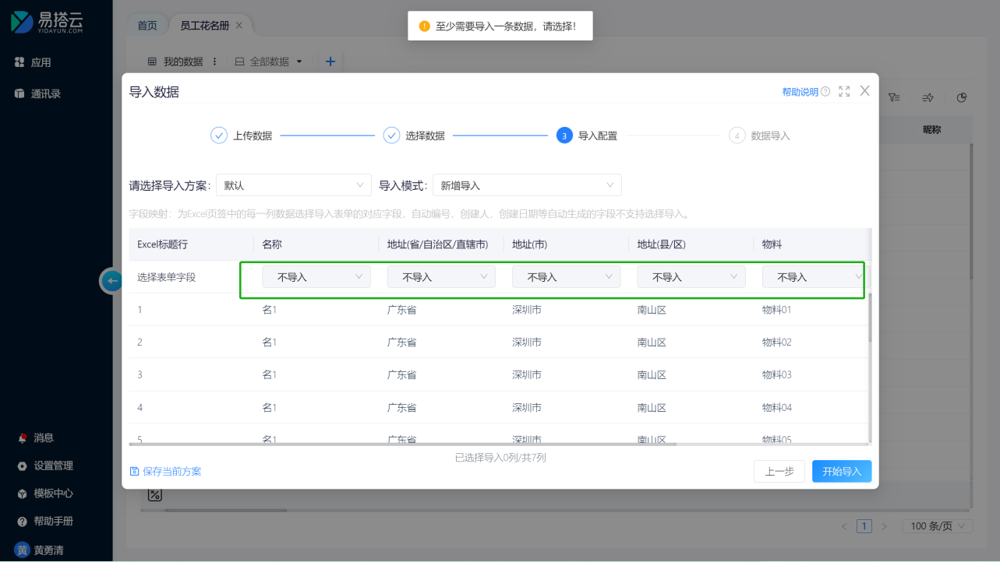 易搭云
YIDAYUN.COM
首页
员工花名册
至少需要导入一条数据，请选择!
应用
通讯录
我的数据
全部数据
昵称
导入数据
帮助说明
上传数据
选择数据
3 导入配置
4 数据导入
请选择导入方案: 默认 导入模式: 新增导入
字段映射：为Excel页签中的每一列数据选择导入表单的对应字段，自动编号，创建人，创建日期等自动生成的字段不支持选择导入。
Excel标题行 名称 地址(省/自治区/直辖市) 地址(市) 地址(县/区) 物料
选择表单字段 不导入 不导入 不导入 不导入 不导入
1 名1 广东省 深圳市 南山区 物料01
2 名1 广东省 深圳市 南山区 物料02
3 名1 广东省 深圳市 南山区 物料03
4 名1 广东省 深圳市 南山区 物料04
5 名1 广东省 深圳市 南山区 物料05
已选择导入0列/共7列
保存当前方案
上一步
开始导入
消息
设置管理
模板中心
帮助手册
黄 黄勇清
1
100 条/页